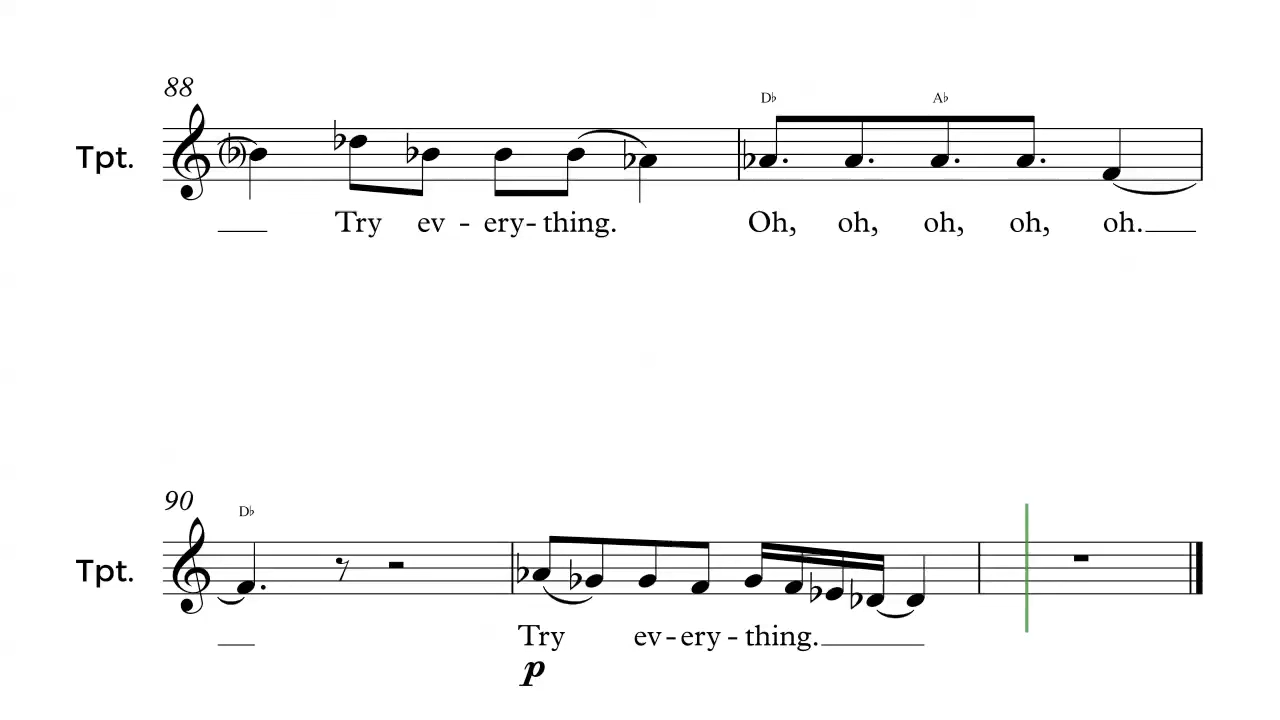 88
D♭ A♭
Tpt.
Try ev - ery - thing. Oh, oh, oh, oh, oh.
90
D♭
Tpt.
Try ev - ery - thing.
p